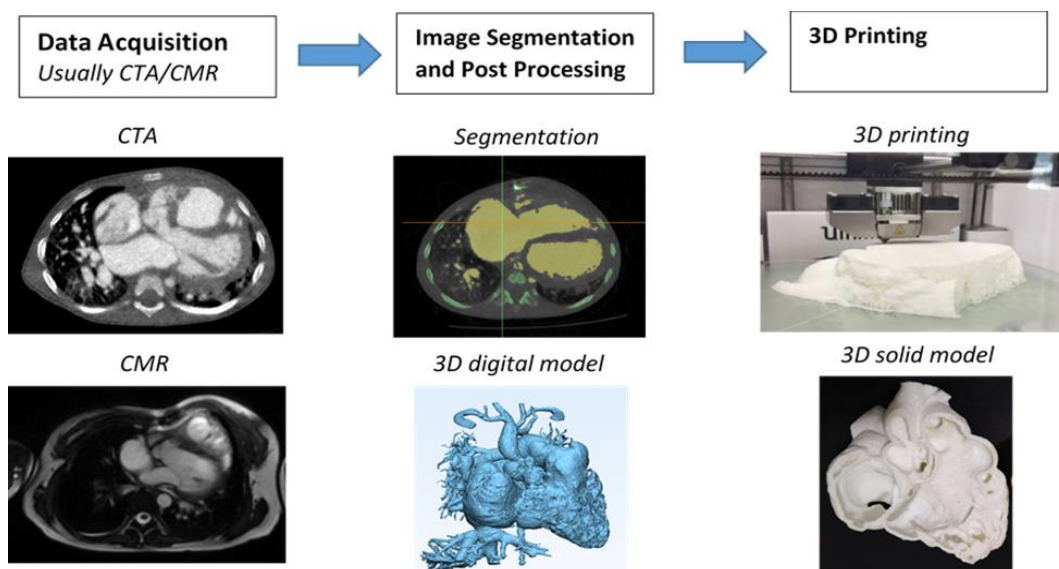 Data Acquisition
Usually CTA/CMR
Image Segmentation
and Post Processing
3D Printing
CTA
Segmentation
3D printing
CMR
3D digital model
3D solid model